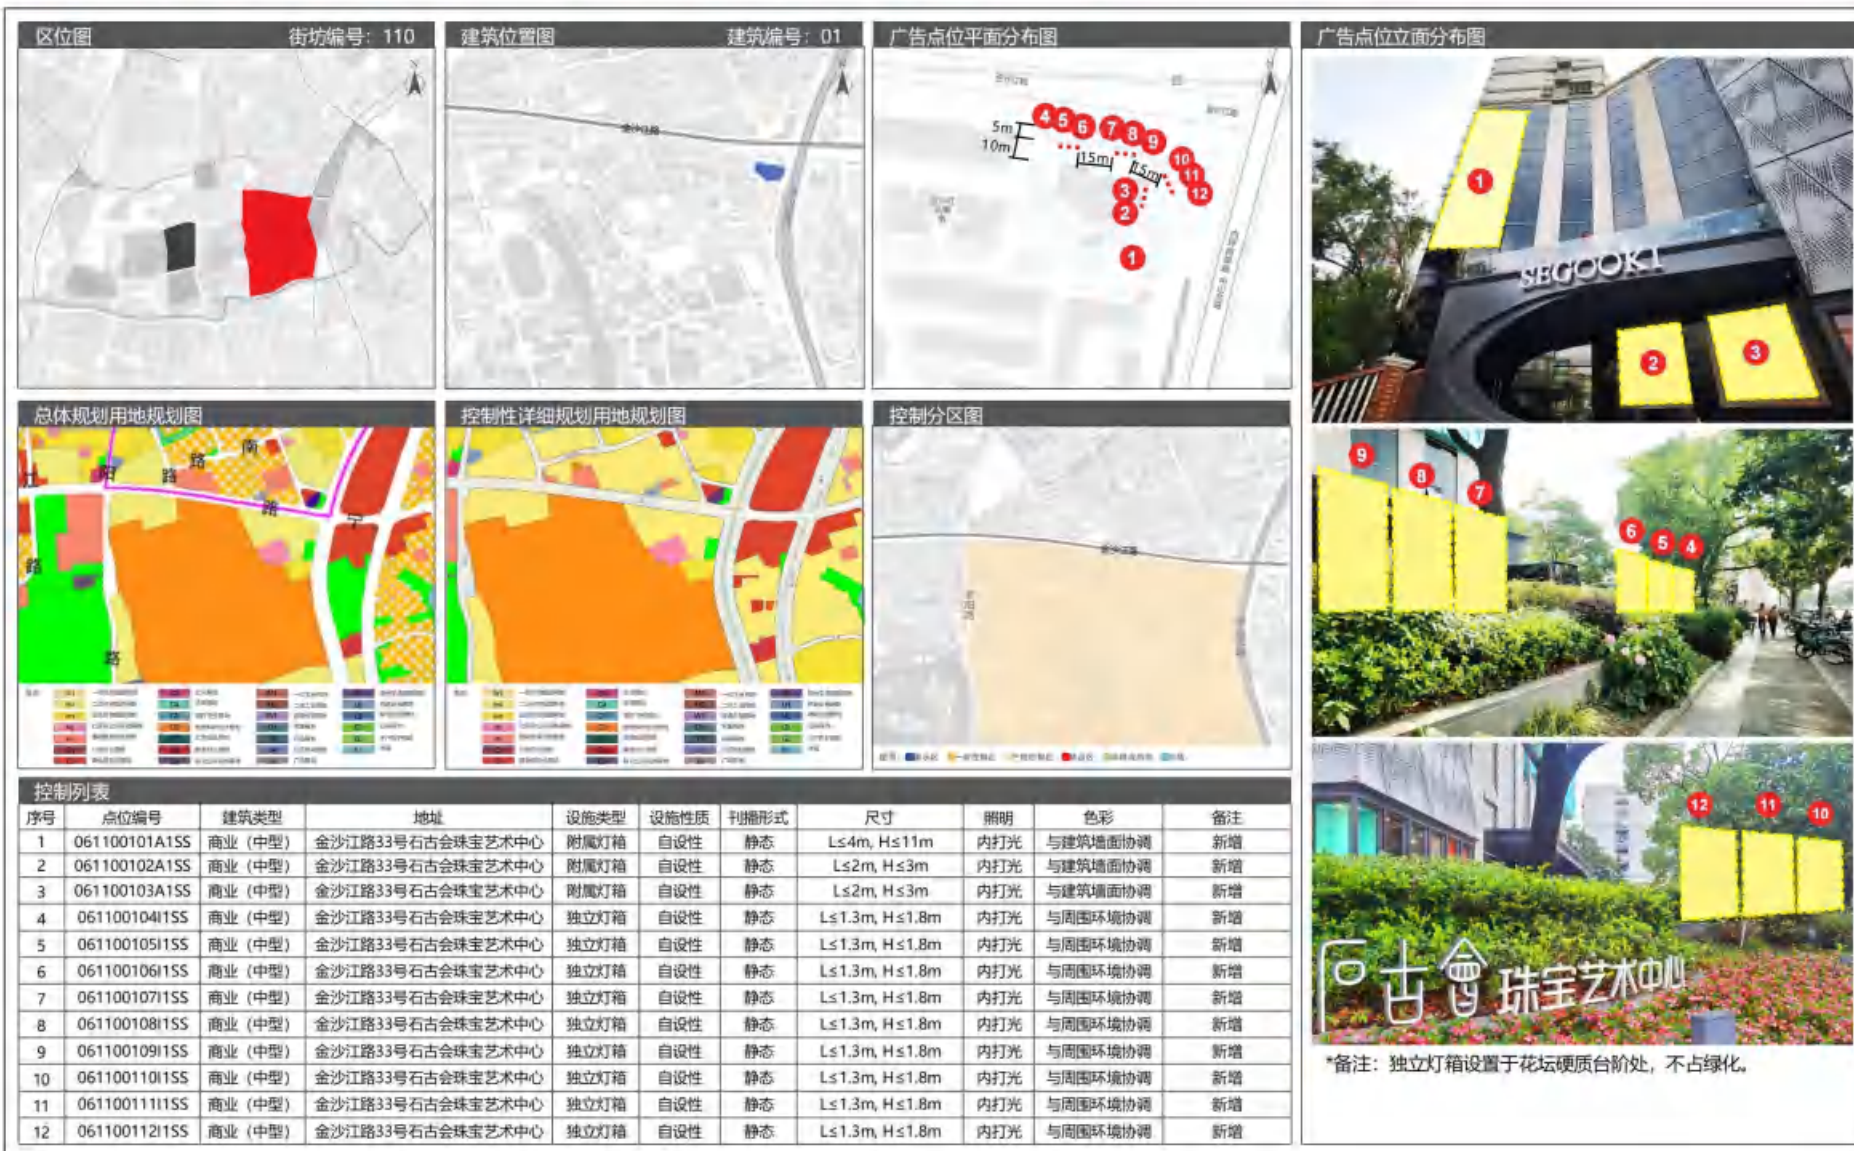 区位图 街坊编号：110
建筑位置图 建筑编号：01
金沙江路
广告点位平面分布图
4 5 6 7 8 9 10 11 12
5m
10m
15m
15m
3
2
1
广告点位立面分布图
1
SEGOOKI
2
3
9
8
7
6
5
4
12
11
10
石古會 珠宝艺术中心
*备注：独立灯箱设置于花坛硬质台阶处，不占绿化。
总体规划用地规划图
南
路
阳
路
江
路
宁
路
路
控制性详细规划用地规划图
控制分区图
金沙江路
控制列表
序号 点位编号 建筑类型 地址 设施类型 设施性质 刊播形式 尺寸 照明 色彩 备注
1 061100101A1SS 商业（中型） 金沙江路33号石古会珠宝艺术中心 附属灯箱 自设性 静态 L≤4m, H≤11m 内打光 与建筑墙面协调 新增
2 061100102A1SS 商业（中型） 金沙江路33号石古会珠宝艺术中心 附属灯箱 自设性 静态 L≤2m, H≤3m 内打光 与建筑墙面协调 新增
3 061100103A1SS 商业（中型） 金沙江路33号石古会珠宝艺术中心 附属灯箱 自设性 静态 L≤2m, H≤3m 内打光 与建筑墙面协调 新增
4 061100104I1SS 商业（中型） 金沙江路33号石古会珠宝艺术中心 独立灯箱 自设性 静态 L≤1.3m, H≤1.8m 内打光 与周围环境协调 新增
5 061100105I1SS 商业（中型） 金沙江路33号石古会珠宝艺术中心 独立灯箱 自设性 静态 L≤1.3m, H≤1.8m 内打光 与周围环境协调 新增
6 061100106I1SS 商业（中型） 金沙江路33号石古会珠宝艺术中心 独立灯箱 自设性 静态 L≤1.3m, H≤1.8m 内打光 与周围环境协调 新增
7 061100107I1SS 商业（中型） 金沙江路33号石古会珠宝艺术中心 独立灯箱 自设性 静态 L≤1.3m, H≤1.8m 内打光 与周围环境协调 新增
8 061100108I1SS 商业（中型） 金沙江路33号石古会珠宝艺术中心 独立灯箱 自设性 静态 L≤1.3m, H≤1.8m 内打光 与周围环境协调 新增
9 061100109I1SS 商业（中型） 金沙江路33号石古会珠宝艺术中心 独立灯箱 自设性 静态 L≤1.3m, H≤1.8m 内打光 与周围环境协调 新增
10 061100110I1SS 商业（中型） 金沙江路33号石古会珠宝艺术中心 独立灯箱 自设性 静态 L≤1.3m, H≤1.8m 内打光 与周围环境协调 新增
11 061100111I1SS 商业（中型） 金沙江路33号石古会珠宝艺术中心 独立灯箱 自设性 静态 L≤1.3m, H≤1.8m 内打光 与周围环境协调 新增
12 061100112I1SS 商业（中型） 金沙江路33号石古会珠宝艺术中心 独立灯箱 自设性 静态 L≤1.3m, H≤1.8m 内打光 与周围环境协调 新增